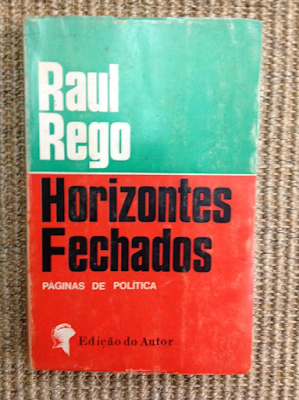 Raul
Rego
Horizontes
Fechados
PÁGINAS DE POLÍTICA
Edição do Autor